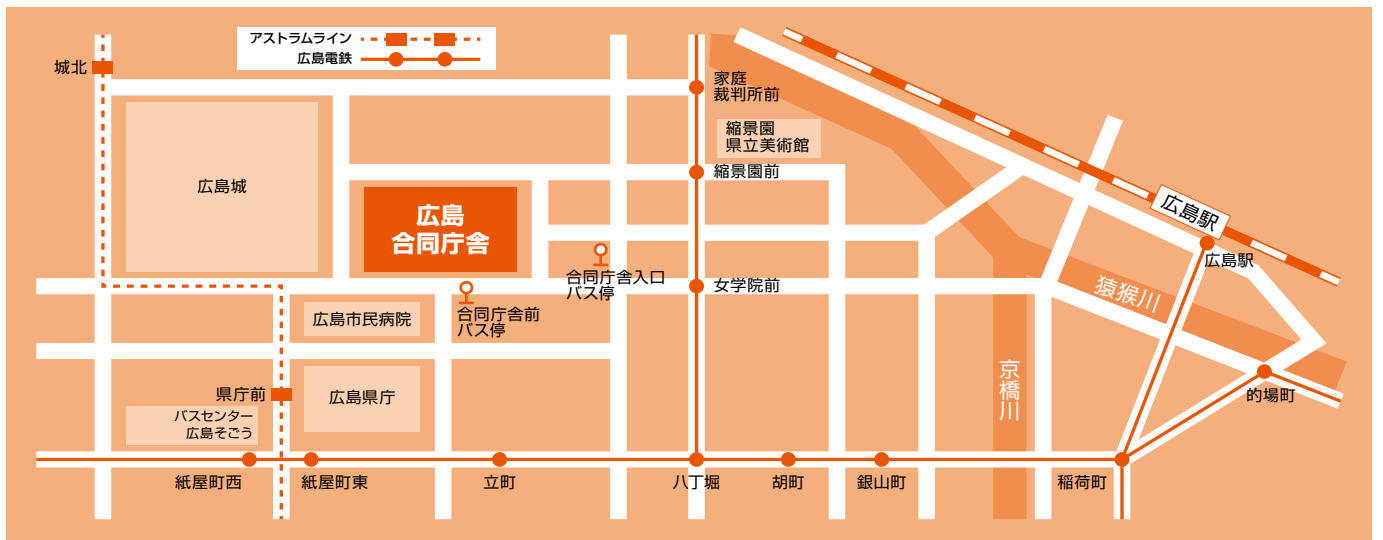 アストラムライン
広島電鉄
城北
家庭
裁判所前
縮景園
県立美術館
縮景園前
広島城
広島
合同庁舎
広島駅
広島駅
合同庁舎入口
バス停
女学院前
猿猴川
合同庁舎前
バス停
広島市民病院
京橋川
県庁前
広島県庁
的場町
バスセンター
広島そごう
紙屋町西
紙屋町東
立町
八丁堀
胡町
銀山町
稲荷町